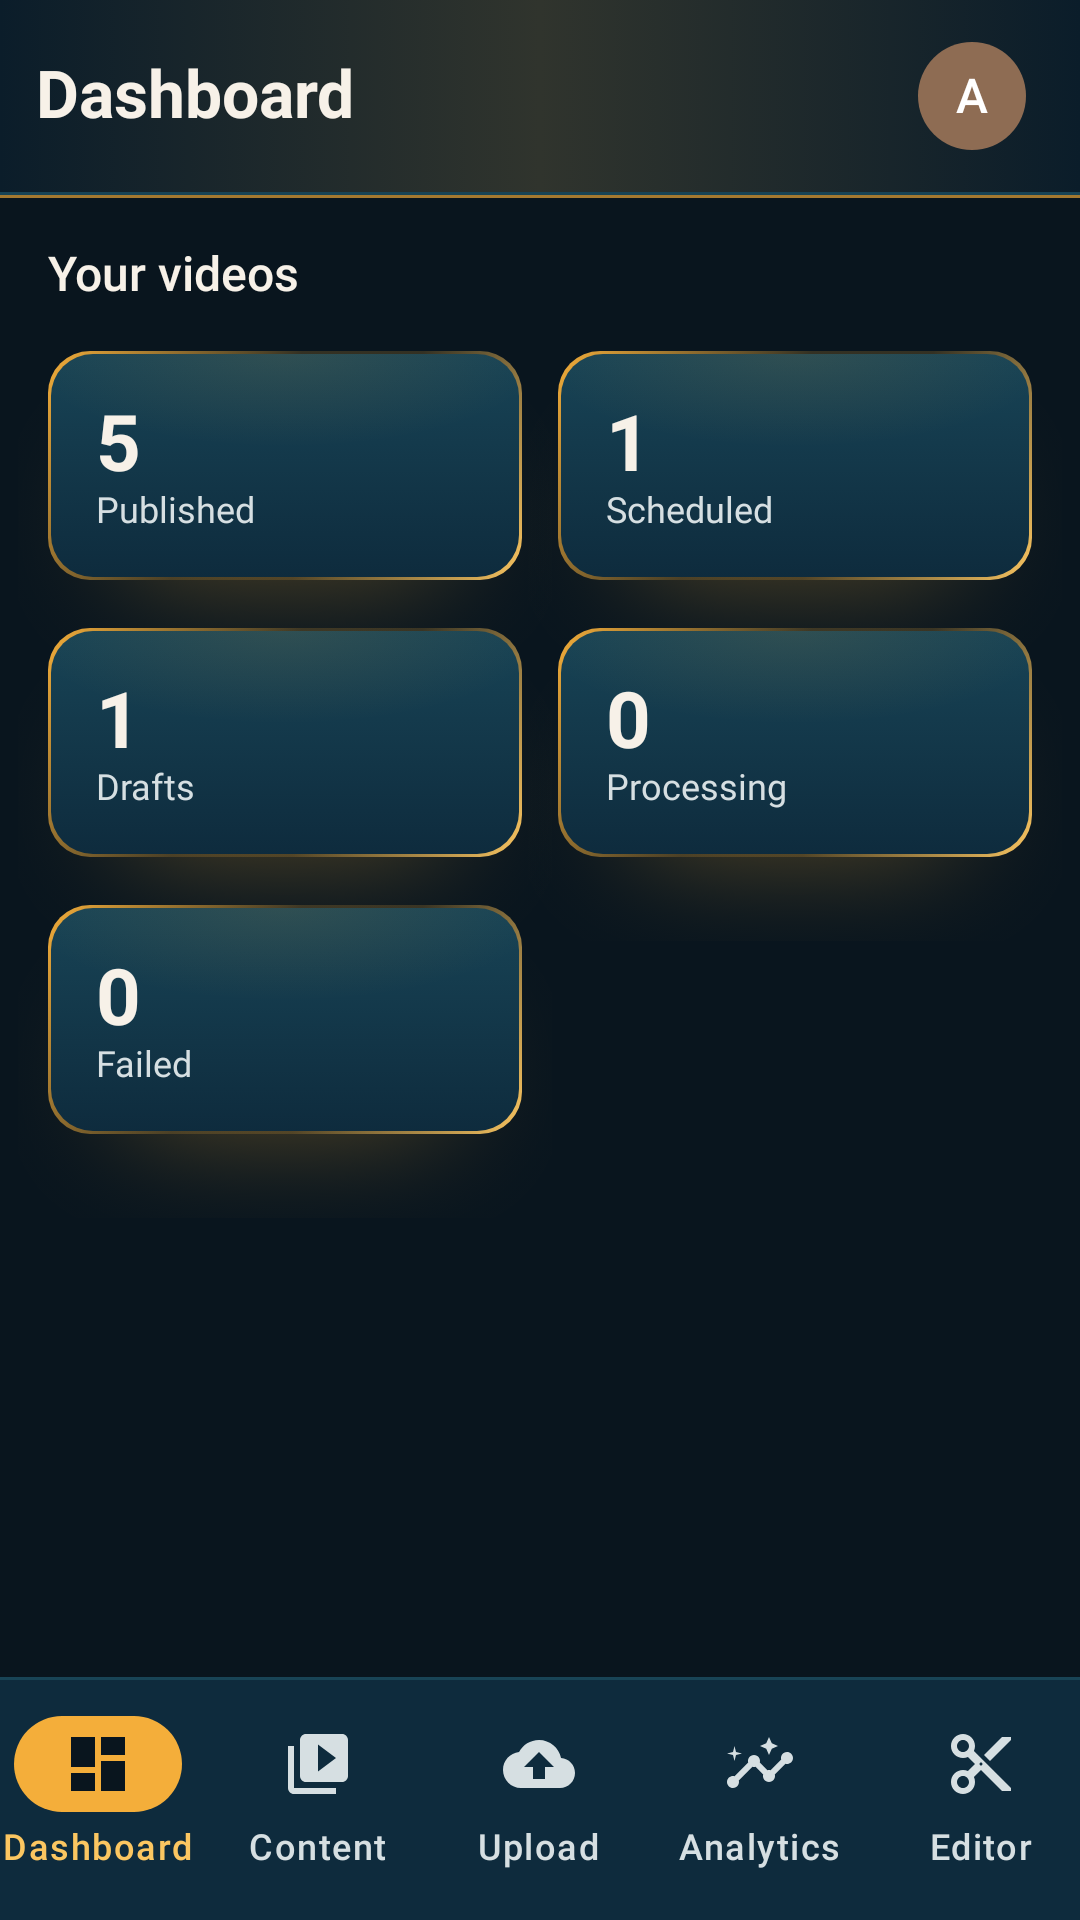 Dashboard
A
Your videos
5
Published
1
Scheduled
1
Drafts
0
Processing
0
Failed
Dashboard
Content
Upload
Analytics
Editor